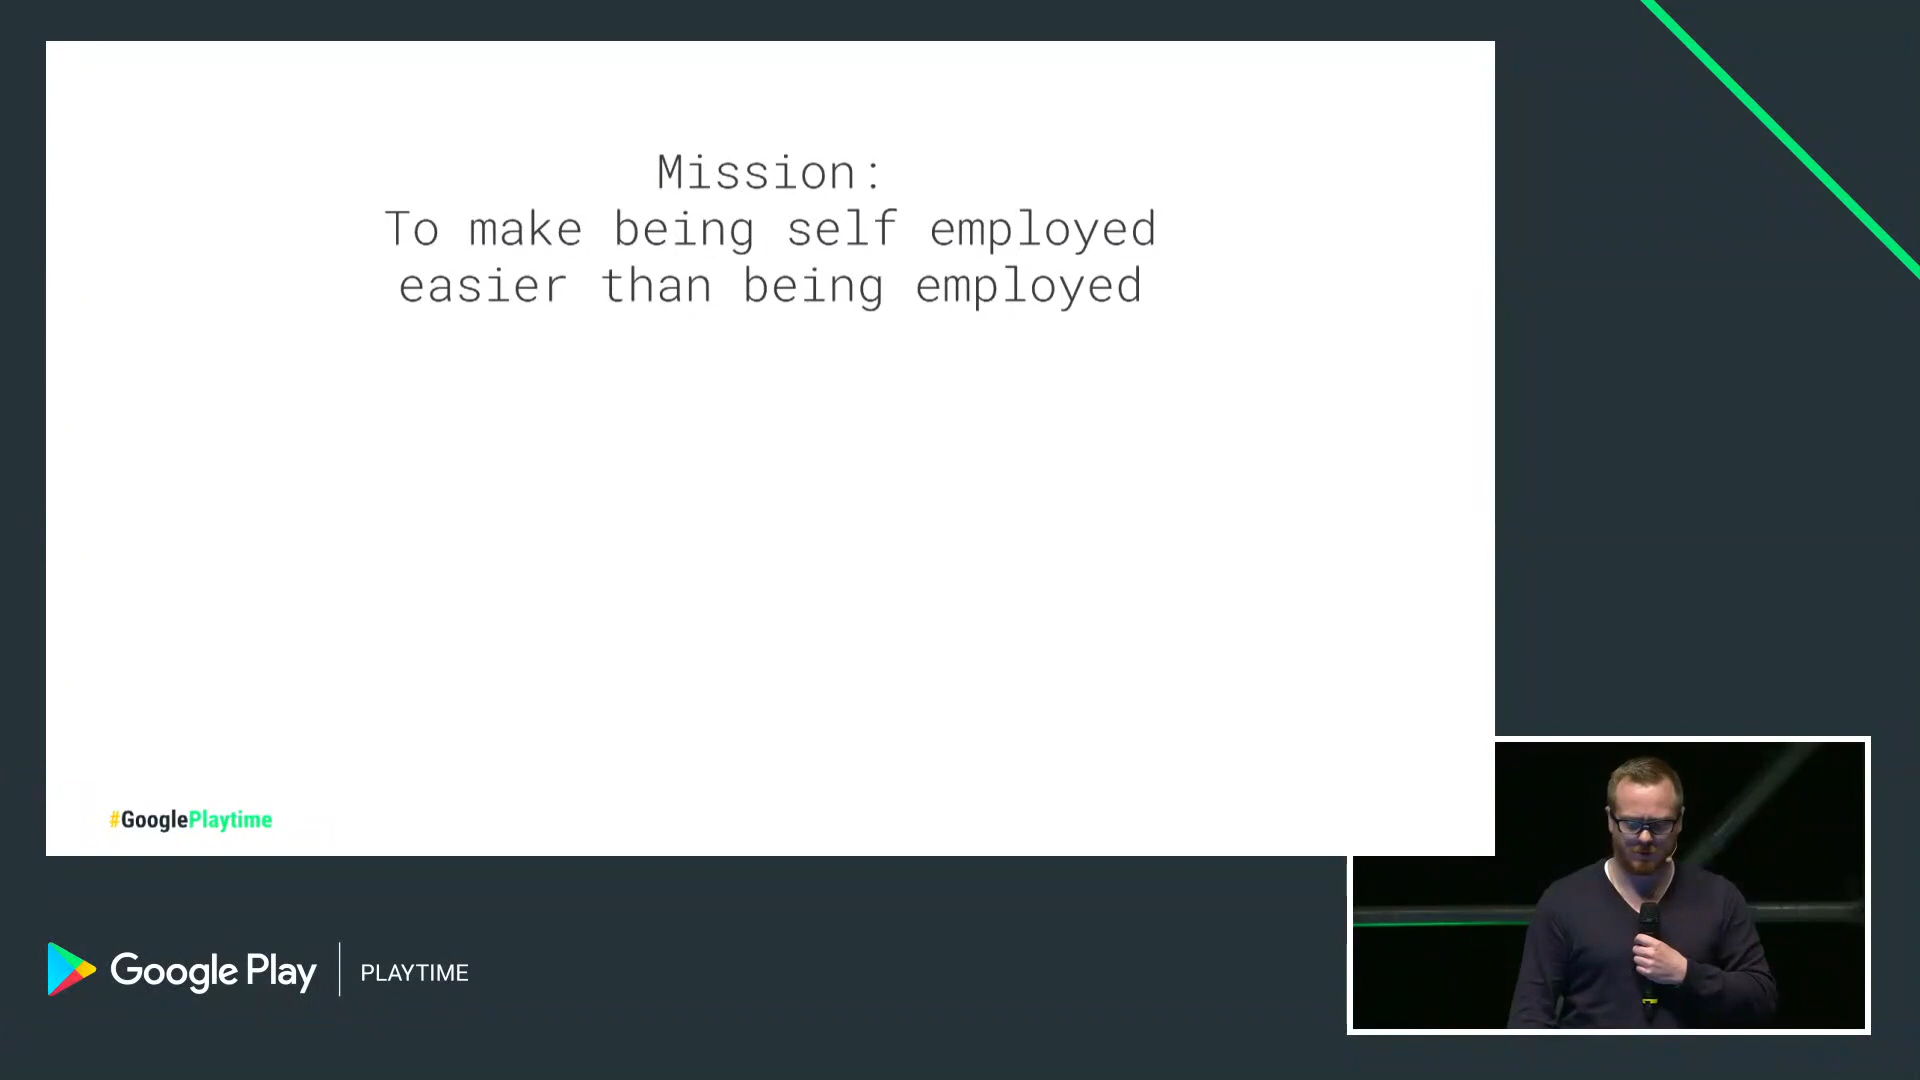 Mission:
To make being self employed
easier than being employed
#GooglePlaytime
Google Play | PLAYTIME